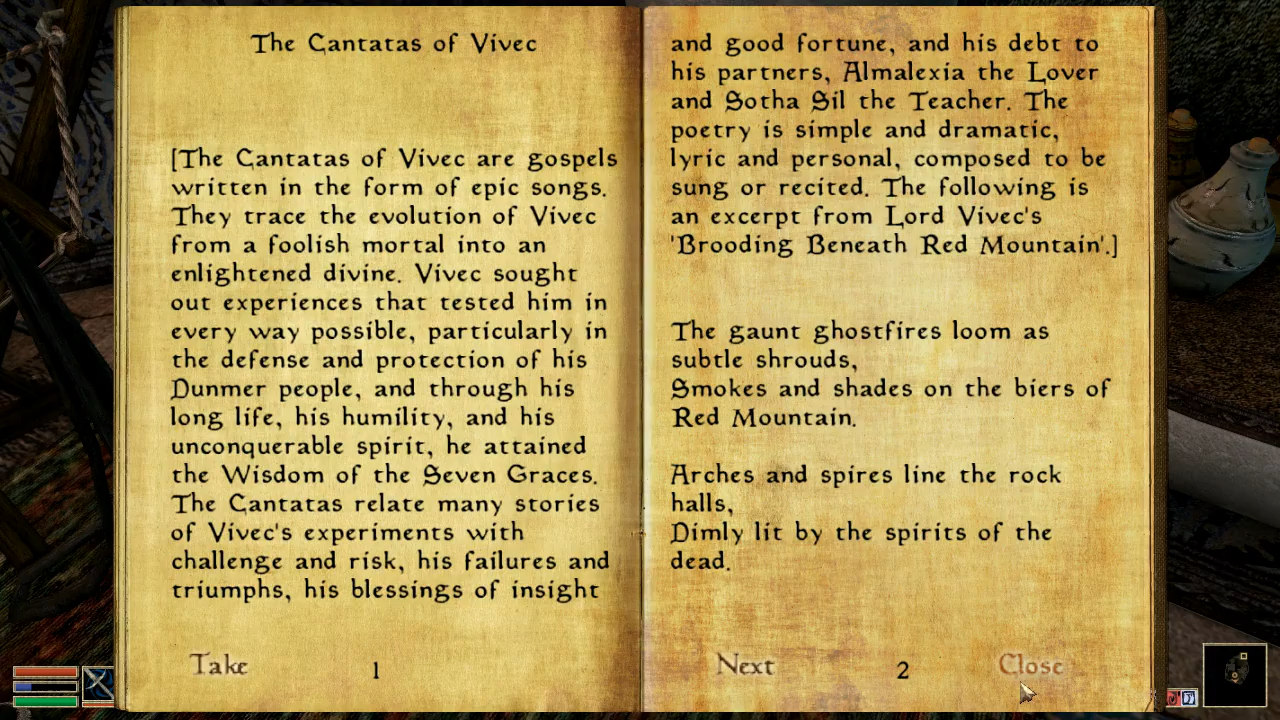 The Cantatas of Vivec
[The Cantatas of Vivec are gospels
written in the form of epic songs.
They trace the evolution of Vivec
from a foolish mortal into an
enlightened divine. Vivec sought
out experiences that tested him in
every way possible, particularly in
the defense and protection of his
Dunmer people, and through his
long life, his humility, and his
unconquerable spirit, he attained
the Wisdom of the Seven Graces.
The Cantatas relate many stories
of Vivec's experiments with
challenge and risk, his failures and
triumphs, his blessings of insight
Take
1
and good fortune, and his debt to
his partners, Almalexia the Lover
and Sotha Sil the Teacher. The
poetry is simple and dramatic,
lyric and personal, composed to be
sung or recited. The following is
an excerpt from Lord Vivec's
'Brooding Beneath Red Mountain'.]
The gaunt ghostfires loom as
subtle shrouds,
Smokes and shades on the biers of
Red Mountain.
Arches and spires line the rock
halls,
Dimly lit by the spirits of the
dead.
Next
2
Close